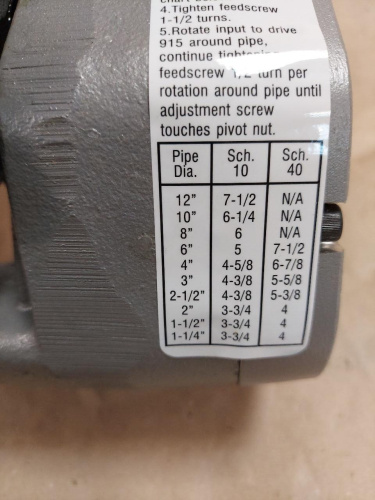 4.Tighten feedscrew
1-1/2 turns.
5.Rotate input to drive
915 around pipe,
continue tightening
feedscrew 1/2 turn per
rotation around pipe until
adjustment screw
touches pivot nut.
Pipe Dia. Sch. 10 Sch. 40
12" 7-1/2 N/A
10" 6-1/4 N/A
8" 6 N/A
6" 5 7-1/2
4" 4-5/8 6-7/8
3" 4-3/8 5-5/8
2-1/2" 4-3/8 5-3/8
2" 3-3/4 4
1-1/2" 3-3/4 4
1-1/4" 3-3/4 4